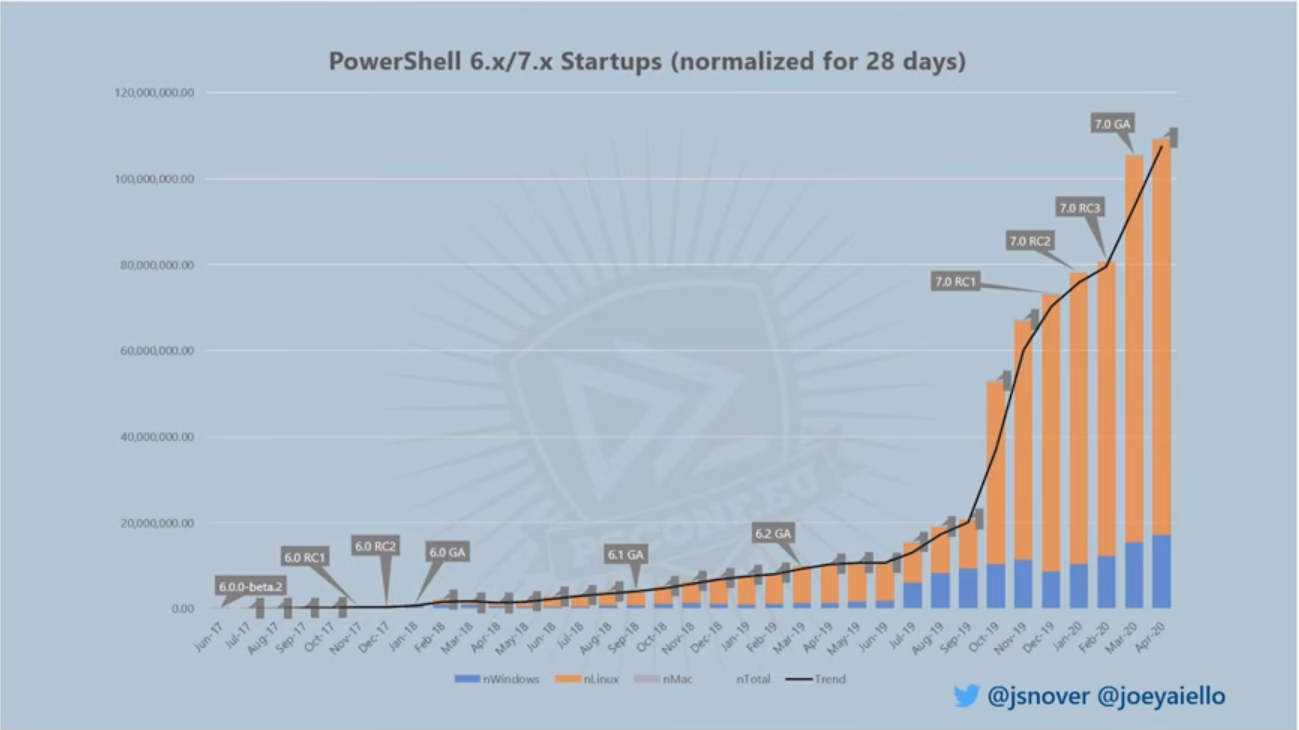 PowerShell 6.x/7.x Startups (normalized for 28 days)
120,000,000.00
100,000,000.00
80,000,000.00
60,000,000.00
40,000,000.00
20,000,000.00
0.00
7.0 GA
7.0 RC3
7.0 RC2
7.0 RC1
6.2 GA
6.1 GA
6.0 GA
6.0 RC2
6.0 RC1
6.0.0-beta.2
PSCONF.EU
Jun-17
Jul-17
Aug-17
Sep-17
Oct-17
Nov-17
Dec-17
Jan-18
Feb-18
Mar-18
Apr-18
May-18
Jun-18
Jul-18
Aug-18
Sep-18
Oct-18
Nov-18
Dec-18
Jan-19
Feb-19
Mar-19
Apr-19
May-19
Jun-19
Jul-19
Aug-19
Sep-19
Oct-19
Nov-19
Dec-19
Jan-20
Feb-20
Mar-20
Apr-20
nWindows nLinux nMac nTotal Trend
@jsnover @joeyaiello